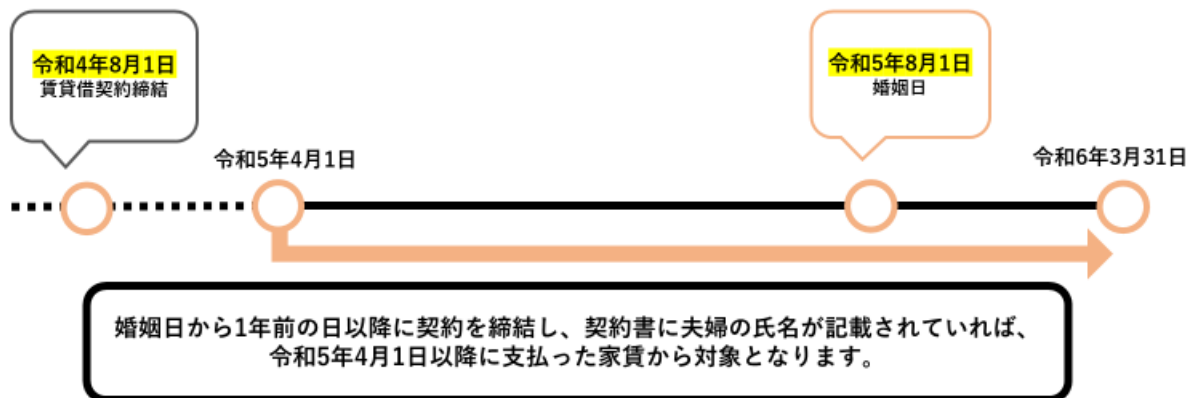 令和4年8月1日
賃貸借契約締結
令和5年8月1日
婚姻日
令和5年4月1日
令和6年3月31日
婚姻日から1年前の日以降に契約を締結し、契約書に夫婦の氏名が記載されていれば、
令和5年4月1日以降に支払った家賃から対象となります。